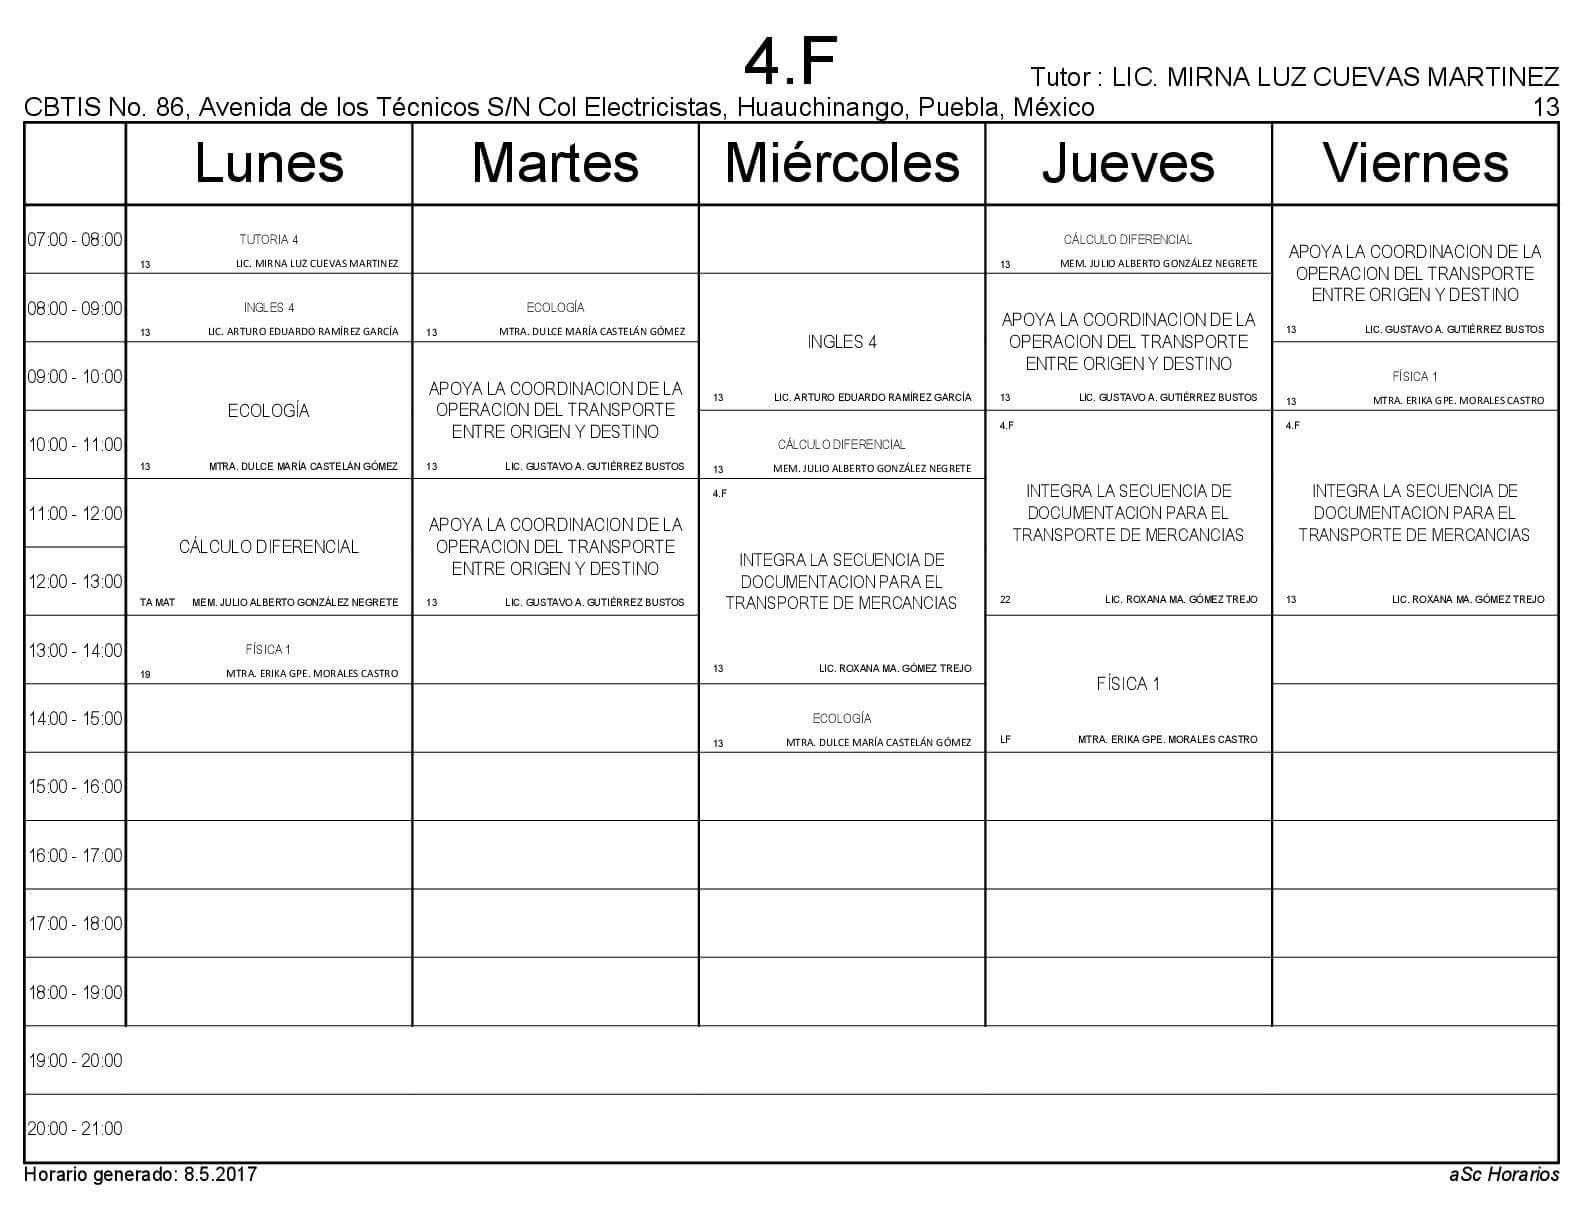 4.F
Tutor : LIC. MIRNA LUZ CUEVAS MARTINEZ
CBTIS No. 86, Avenida de los Técnicos S/N Col Electricistas, Huauchinango, Puebla, México
13
Lunes Martes Miércoles Jueves Viernes
07:00 - 08:00
TUTORIA 4
13 LIC. MIRNA LUZ CUEVAS MARTINEZ
CÁLCULO DIFERENCIAL
13 MEM. JULIO ALBERTO GONZÁLEZ NEGRETE
APOYA LA COORDINACION DE LA
OPERACION DEL TRANSPORTE
ENTRE ORIGEN Y DESTINO
13 LIC. GUSTAVO A. GUTIÉRREZ BUSTOS
08:00 - 09:00
INGLES 4
13 LIC. ARTURO EDUARDO RAMÍREZ GARCÍA
ECOLOGÍA
13 MTRA. DULCE MARÍA CASTELÁN GÓMEZ
INGLES 4
13 LIC. ARTURO EDUARDO RAMÍREZ GARCÍA
APOYA LA COORDINACION DE LA
OPERACION DEL TRANSPORTE
ENTRE ORIGEN Y DESTINO
13 LIC. GUSTAVO A. GUTIÉRREZ BUSTOS
09:00 - 10:00
ECOLOGÍA
13 MTRA. DULCE MARÍA CASTELÁN GÓMEZ
APOYA LA COORDINACION DE LA
OPERACION DEL TRANSPORTE
ENTRE ORIGEN Y DESTINO
13 LIC. GUSTAVO A. GUTIÉRREZ BUSTOS
FÍSICA 1
13 MTRA. ERIKA GPE. MORALES CASTRO
10:00 - 11:00
CÁLCULO DIFERENCIAL
13 MEM. JULIO ALBERTO GONZÁLEZ NEGRETE
4.F
INTEGRA LA SECUENCIA DE
DOCUMENTACION PARA EL
TRANSPORTE DE MERCANCIAS
22 LIC. ROXANA MA. GÓMEZ TREJO
4.F
INTEGRA LA SECUENCIA DE
DOCUMENTACION PARA EL
TRANSPORTE DE MERCANCIAS
13 LIC. ROXANA MA. GÓMEZ TREJO
11:00 - 12:00
CÁLCULO DIFERENCIAL
TA MAT MEM. JULIO ALBERTO GONZÁLEZ NEGRETE
APOYA LA COORDINACION DE LA
OPERACION DEL TRANSPORTE
ENTRE ORIGEN Y DESTINO
13 LIC. GUSTAVO A. GUTIÉRREZ BUSTOS
4.F
INTEGRA LA SECUENCIA DE
DOCUMENTACION PARA EL
TRANSPORTE DE MERCANCIAS
13 LIC. ROXANA MA. GÓMEZ TREJO
12:00 - 13:00
13:00 - 14:00
FÍSICA 1
19 MTRA. ERIKA GPE. MORALES CASTRO
FÍSICA 1
LF MTRA. ERIKA GPE. MORALES CASTRO
14:00 - 15:00
ECOLOGÍA
13 MTRA. DULCE MARÍA CASTELÁN GÓMEZ
15:00 - 16:00
16:00 - 17:00
17:00 - 18:00
18:00 - 19:00
19:00 - 20:00
20:00 - 21:00
Horario generado: 8.5.2017
aSc Horarios